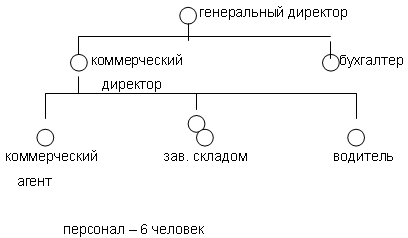 генеральный директор
коммерческий
директор
бухгалтер
коммерческий
агент
зав. складом
водитель
персонал – 6 человек